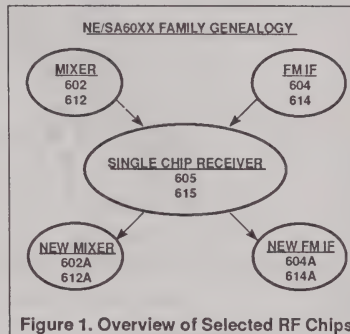 NE/SA60XX FAMILY GENEALOGY
MIXER
602
612
FM IF
604
614
SINGLE CHIP RECEIVER
605
615
NEW MIXER
602A
612A
NEW FM IF
604A
614A
Figure 1. Overview of Selected RF Chips